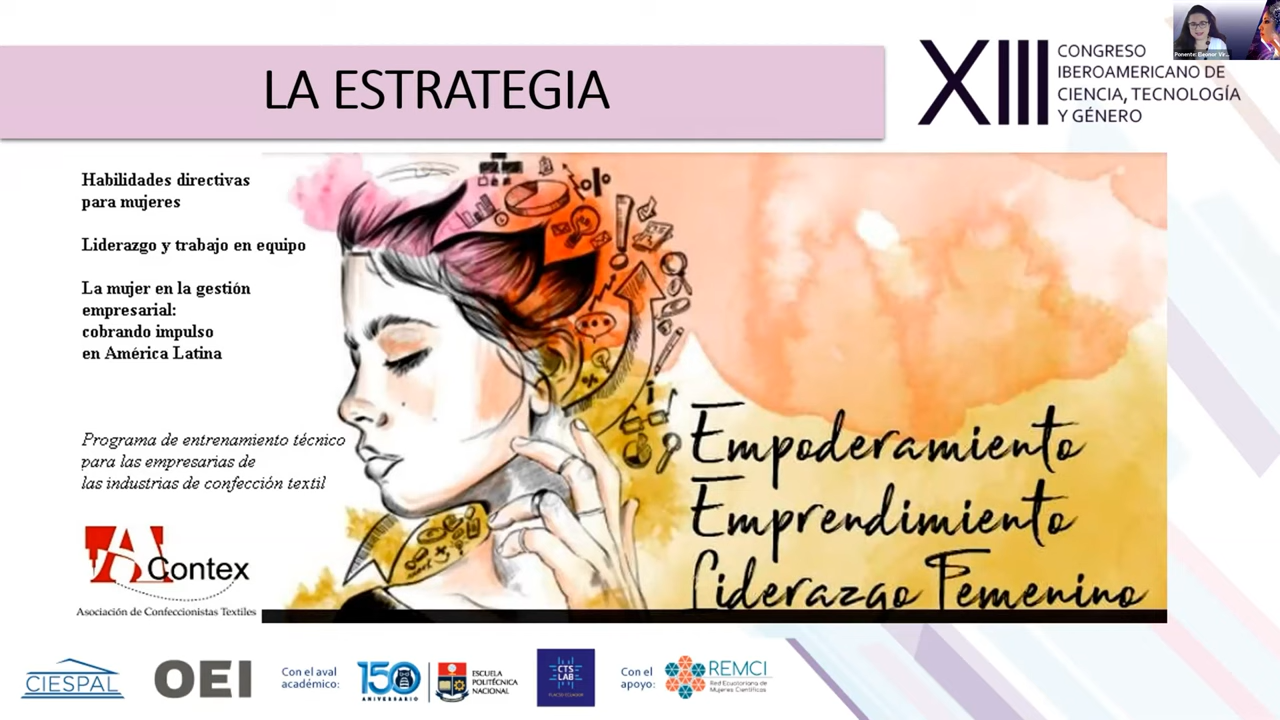 LA ESTRATEGIA
XIII
CONGRESO
IBEROAMERICANO DE
CIENCIA, TECNOLOGÍA
Y GÉNERO
Habilidades directivas
para mujeres
Liderazgo y trabajo en equipo
La mujer en la gestión
empresarial:
cobrando impulso
en América Latina
Programa de entrenamiento técnico
para las empresarias de
las industrias de confección textil
Contex
Asociación de Confeccionistas Textiles
Empoderamiento
Emprendimiento
Liderazgo Femenino
CIESPAL
OEI
Con el aval
académico:
150
ANIVERSARIO
ESCUELA
POLITÉCNICA
NACIONAL
CTS
LAB
Con el
apoyo:
REMCI
Red Ecuatoriana de
Mujeres Científicas